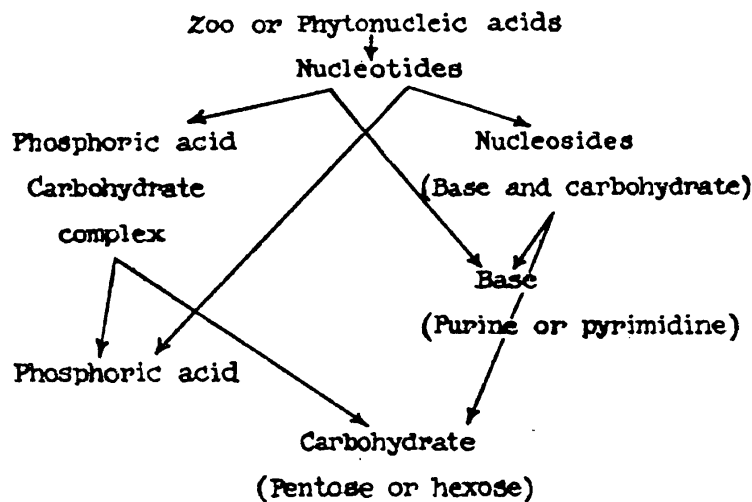 Zoo or Phytonucleic acids
Nucleotides
Phosphoric acid
Carbohydrate
complex
Nucleosides
(Base and carbohydrate)
Base
(Purine or pyrimidine)
Phosphoric acid
Carbohydrate
(Pentose or hexose)